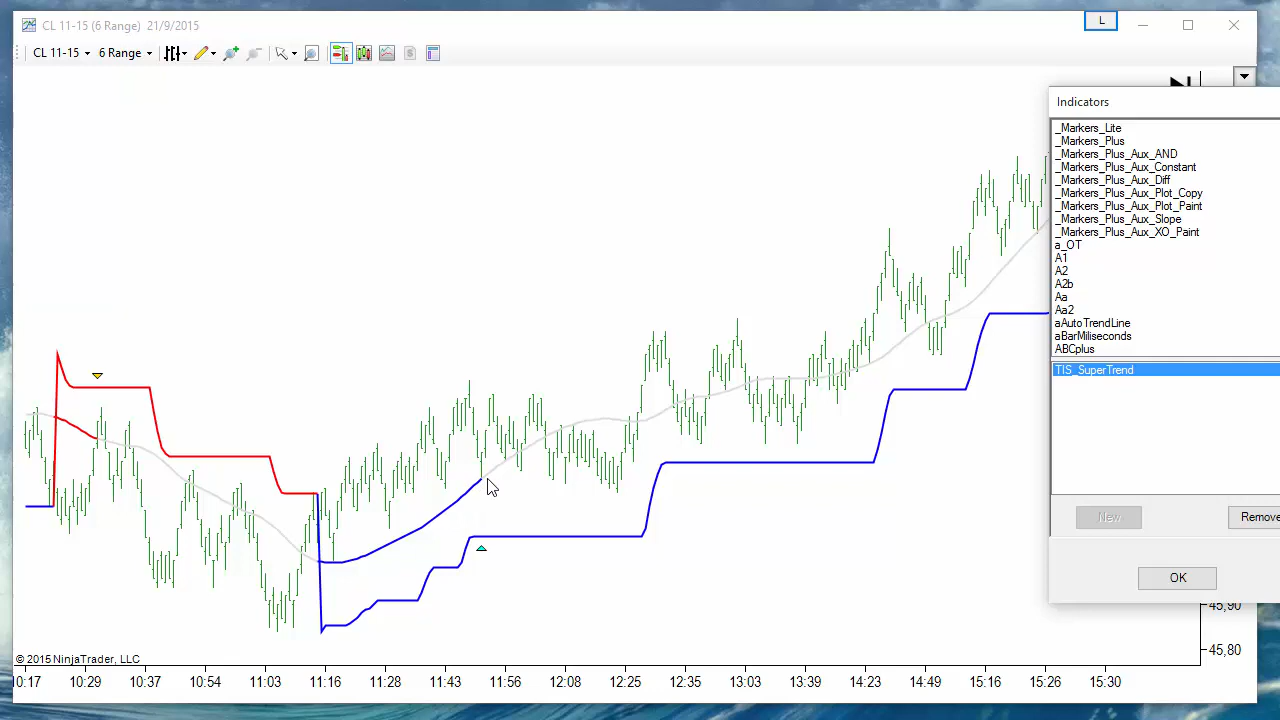 CL 11-15 (6 Range) 21/9/2015
L
CL 11-15 6 Range
S
Indicators
_Markers_Lite
_Markers_Plus
_Markers_Plus_Aux_AND
_Markers_Plus_Aux_Constant
_Markers_Plus_Aux_Diff
_Markers_Plus_Aux_Plot_Copy
_Markers_Plus_Aux_Plot_Paint
_Markers_Plus_Aux_Slope
_Markers_Plus_Aux_XO_Paint
a_OT
A1
A2
A2b
Aa
Aa2
aAutoTrendLine
aBarMiliseconds
ABCplus
TIS_SuperTrend
New Remove
OK
45,90
45,80
© 2015 NinjaTrader, LLC
10:17 10:29 10:37 10:54 11:03 11:16 11:28 11:43 11:56 12:08 12:25 12:35 13:03 13:39 14:23 14:49 15:16 15:26 15:30